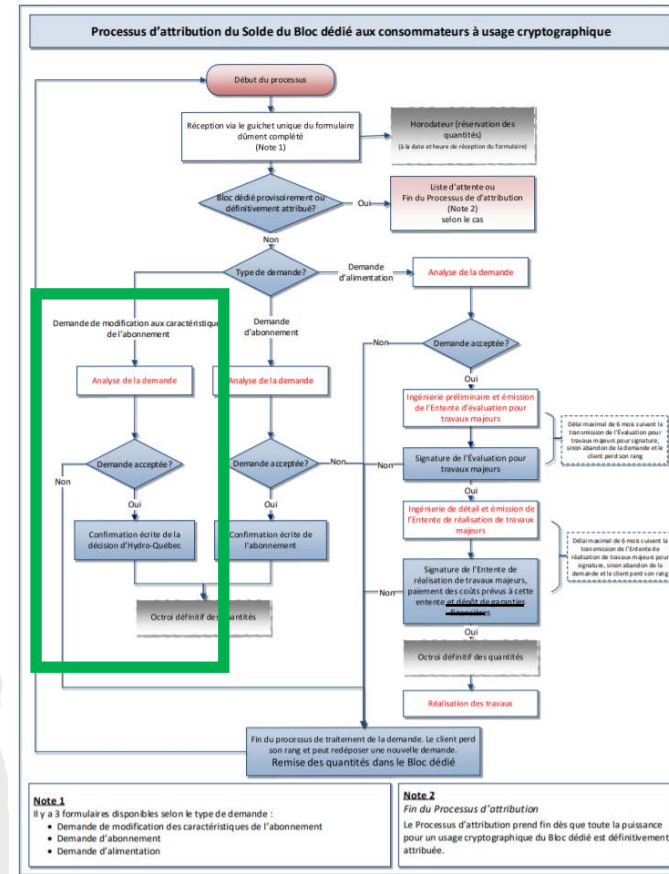 Processus d'attribution du Solde du Bloc dédié aux consommateurs à usage cryptographique
Début du processus
Réception via le guichet unique du formulaire
dûment complété
(Note 1)
Horodateur (réservation des
quantités)
(à la date et heure de réception du formulaire)
Bloc dédié provisoirement ou
définitivement attribué?
Oui
Liste d'attente ou
Fin du Processus de d'attribution
(Note 2)
selon le cas
Non
Type de demande?
Demande
d'alimentation
Analyse de la demande
Demande de modification aux caractéristiques
de l'abonnement
Demande
d'abonnement
Non
Demande acceptée?
Analyse de la demande
Analyse de la demande
Oui
Ingénierie préliminaire et émission
de l'Entente d'évaluation pour
travaux majeurs
Délai maximal de 6 mois suivant la
transmission de l'Évaluation pour
travaux majeurs pour signature,
sinon abandon de la demande et le
client perd son rang
Demande acceptée?
Demande acceptée?
Non
Non
Signature de l'Évaluation pour
travaux majeurs
Non
Oui
Oui
Oui
Ingénierie de détail et émission de
l'Entente de réalisation de travaux
majeurs
Confirmation écrite de la
décision d'Hydro-Québec
Confirmation écrite de
l'abonnement
Délai maximal de 6 mois suivant la
transmission de l'Entente de
réalisation de travaux majeurs pour
signature, sinon abandon de la
demande et le client perd son rang
Non
Signature de l'Entente de
réalisation de travaux majeurs,
paiement des coûts prévus à cette
entente et dépôt de garanties
financières
Octroi définitif des quantités
Oui
Octroi définitif des quantités
Réalisation des travaux
Fin du processus de traitement de la demande. Le client perd
son rang et peut redéposer une nouvelle demande.
Remise des quantités dans le Bloc dédié
Note 1
Il y a 3 formulaires disponibles selon le type de demande :
• Demande de modification des caractéristiques de l'abonnement
• Demande d'abonnement
• Demande d'alimentation
Note 2
Fin du Processus d'attribution
Le Processus d'attribution prend fin dès que toute la puissance
pour un usage cryptographique du Bloc dédié est définitivement
attribuée.